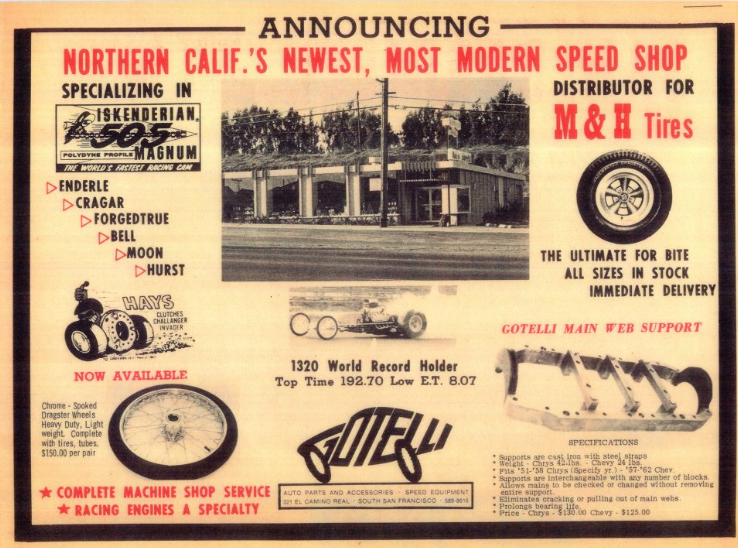 ANNOUNCING
NORTHERN CALIF.'S NEWEST, MOST MODERN SPEED SHOP
SPECIALIZING IN
ISKENDERIAN
505
POLYDYNE PROFILE MAGNUM
THE WORLD'S FASTEST RACING CAM
ENDERLE
CRAGAR
FORGEDTRUE
BELL
MOON
HURST
HAYS
CLUTCHES
CHALLANGER
INVADER
NOW AVAILABLE
Chrome - Spoked
Dragster Wheels
Heavy Duty, Light
weight. Complete
with tires, tubes.
$150.00 per pair
★ COMPLETE MACHINE SHOP SERVICE
★ RACING ENGINES A SPECIALTY
1320 World Record Holder
Top Time 192.70 Low E.T. 8.07
GOTELLI
AUTO PARTS AND ACCESSORIES · SPEED EQUIPMENT
321 EL CAMINO REAL · SOUTH SAN FRANCISCO ·
DISTRIBUTOR FOR
M & H Tires
THE ULTIMATE FOR BITE
ALL SIZES IN STOCK
IMMEDIATE DELIVERY
GOTELLI MAIN WEB SUPPORT
SPECIFICATIONS
* Supports are cast iron with steel straps
* Weight - Chrys 42 lbs. - Chevy 24 lbs.
* Fits '51-'58 Chrys (Specify yr.) - '57-'62 Chev.
* Supports are interchangeable with any number of blocks.
* Allows mains to be checked or changed without removing
entire support.
* Eliminates cracking or pulling out of main webs.
* Prolongs bearing life.
* Price - Chrys - $130.00 Chevy - $125.00